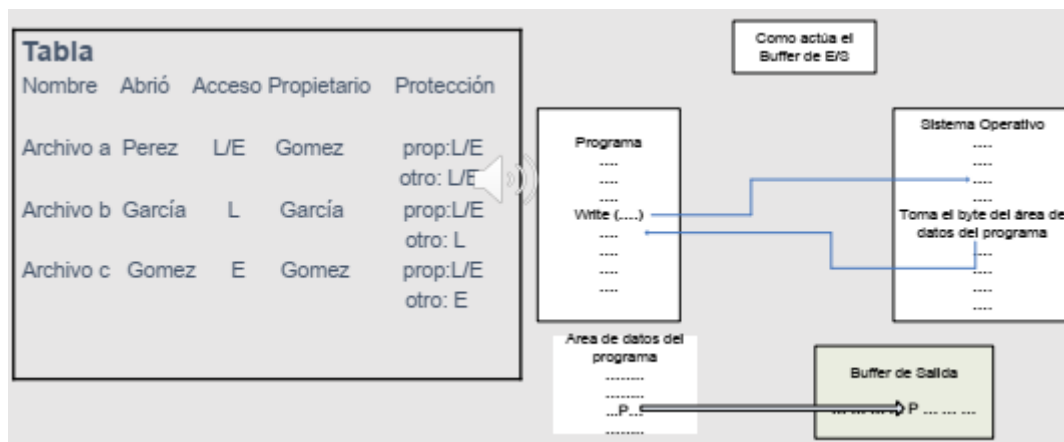 Tabla
Nombre Abrió Acceso Propietario Protección
Archivo a Perez L/E Gomez prop:L/E
otro: L/E
Archivo b García L García prop:L/E
otro: L
Archivo c Gomez E Gomez prop:L/E
otro: E
Como actúa el
Buffer de E/S
Programa
....
....
....
Write (....)
....
....
....
....
Sistema Operativo
....
....
....
....
Toma el byte del área de
datos del programa
....
....
....
....
Area de datos del
programa
........
........
...P...
........
Buffer de Salida
... ... ... ... P ... ... ...